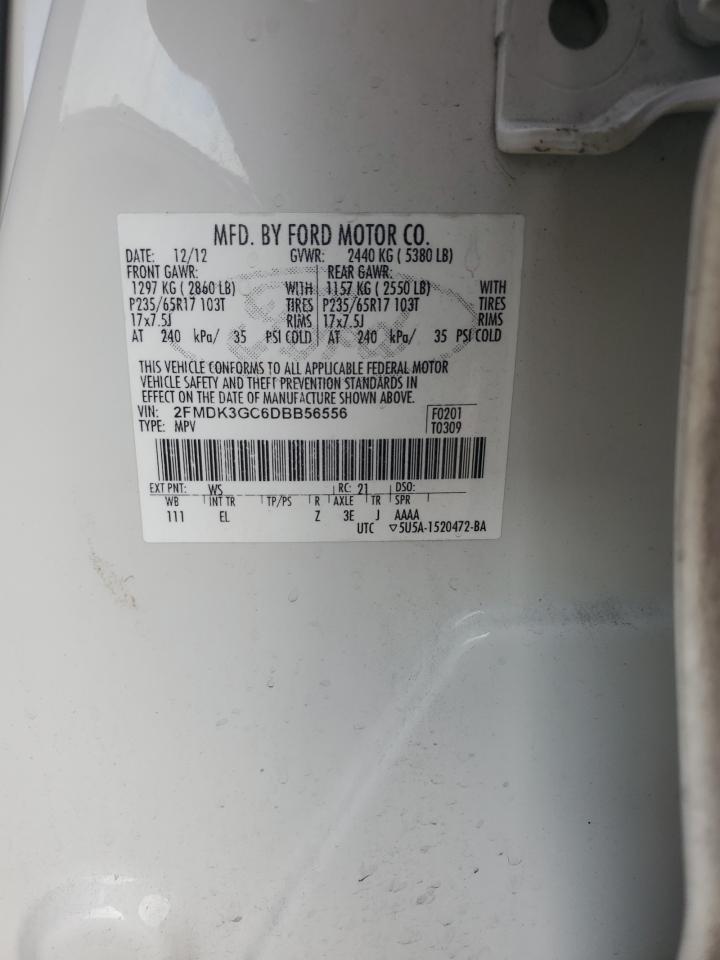 MFD. BY FORD MOTOR CO.
DATE: 12/12 GVWR: 2440 KG ( 5380 LB)
FRONT GAWR: REAR GAWR:
1297 KG ( 2860 LB) WITH 1157 KG ( 2550 LB) WITH
P235/65R17 103T TIRES P235/65R17 103T TIRES
17x7.5J RIMS 17x7.5J RIMS
AT 240 kPa/ 35 PSI COLD AT 240 kPa/ 35 PSI COLD
THIS VEHICLE CONFORMS TO ALL APPLICABLE FEDERAL MOTOR
VEHICLE SAFETY AND THEFT PREVENTION STANDARDS IN
EFFECT ON THE DATE OF MANUFACTURE SHOWN ABOVE.
VIN: 2FMDK3GC6DBB56556 F0201
TYPE: MPV T0309
EXT PNT: WS RC: 21 DSO:
WB INT TR TP/PS R AXLE TR SPR
111 EL Z 3E J AAAA
UTC ▽5U5A-1520472-BA